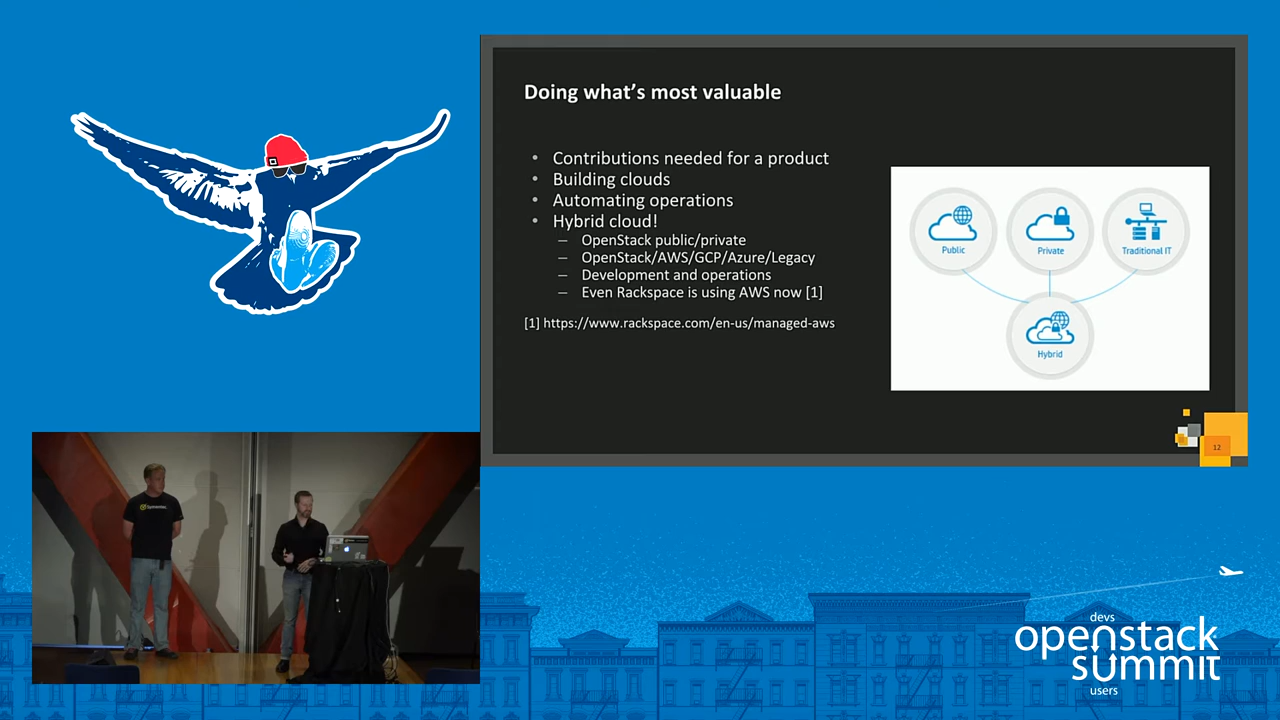 Doing what's most valuable
• Contributions needed for a product
• Building clouds
• Automating operations
• Hybrid cloud!
– OpenStack public/private
– OpenStack/AWS/GCP/Azure/Legacy
– Development and operations
– Even Rackspace is using AWS now [1]
[1] https://www.rackspace.com/en-us/managed-aws
Public
Private
Traditional IT
Hybrid
12
Symantec.
devs
openstack
summit
users